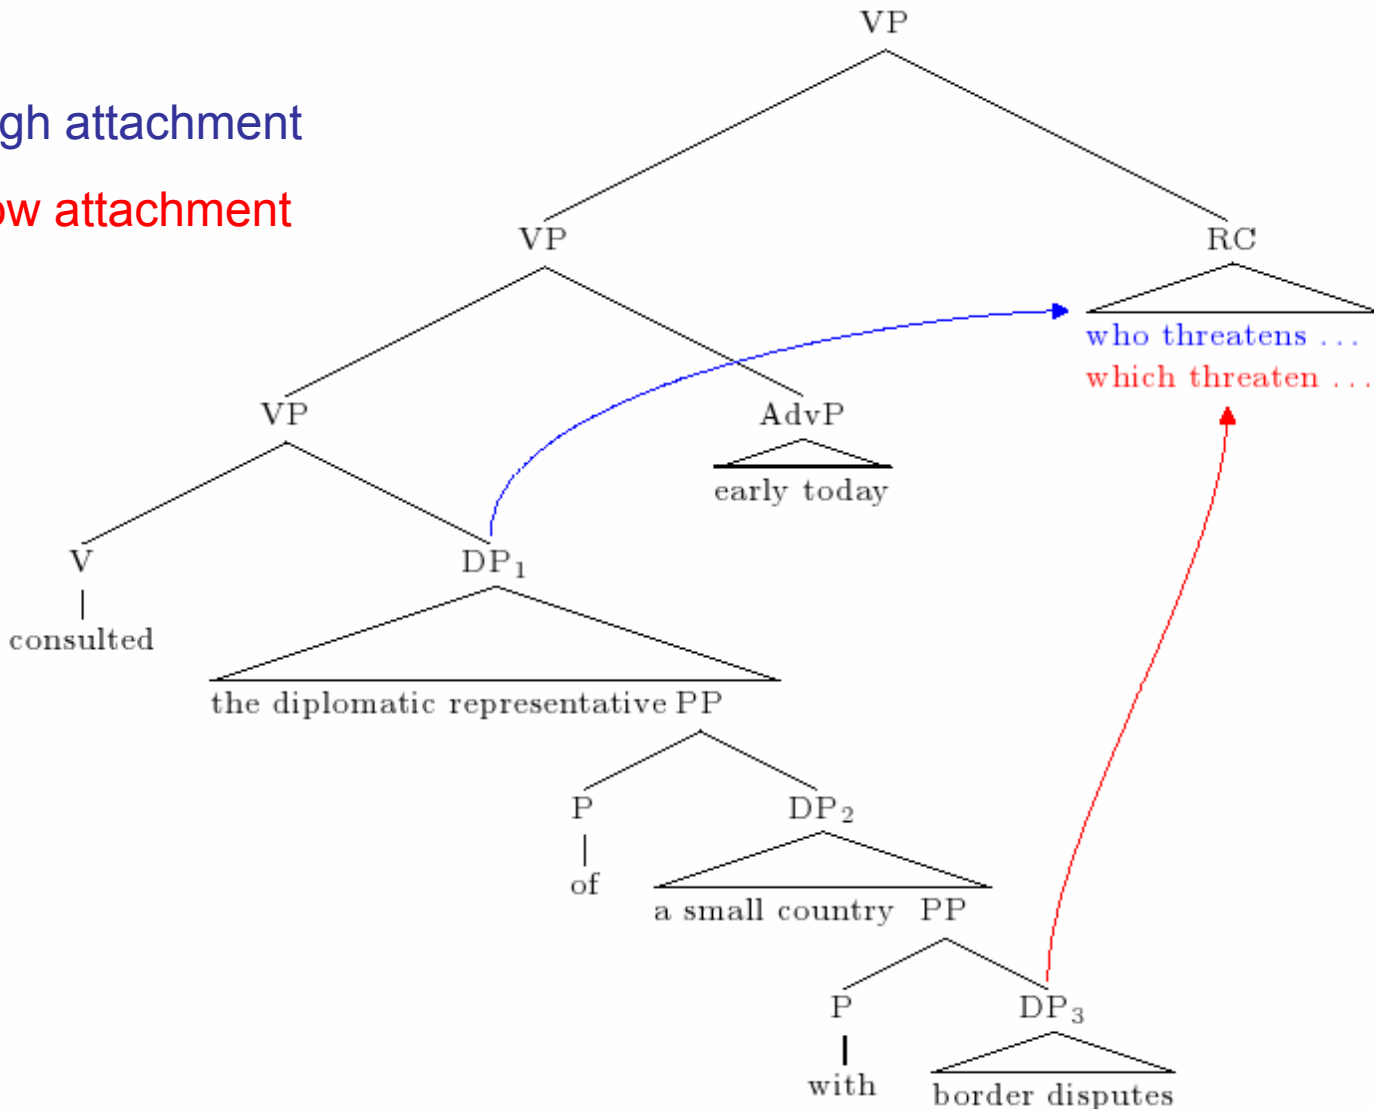 VP
gh attachment
ow attachment
VP RC
who threatens ...
which threaten ...
VP AdvP
early today
V DP₁
consulted
the diplomatic representative PP
P DP₂
of
a small country PP
P DP₃
with
border disputes